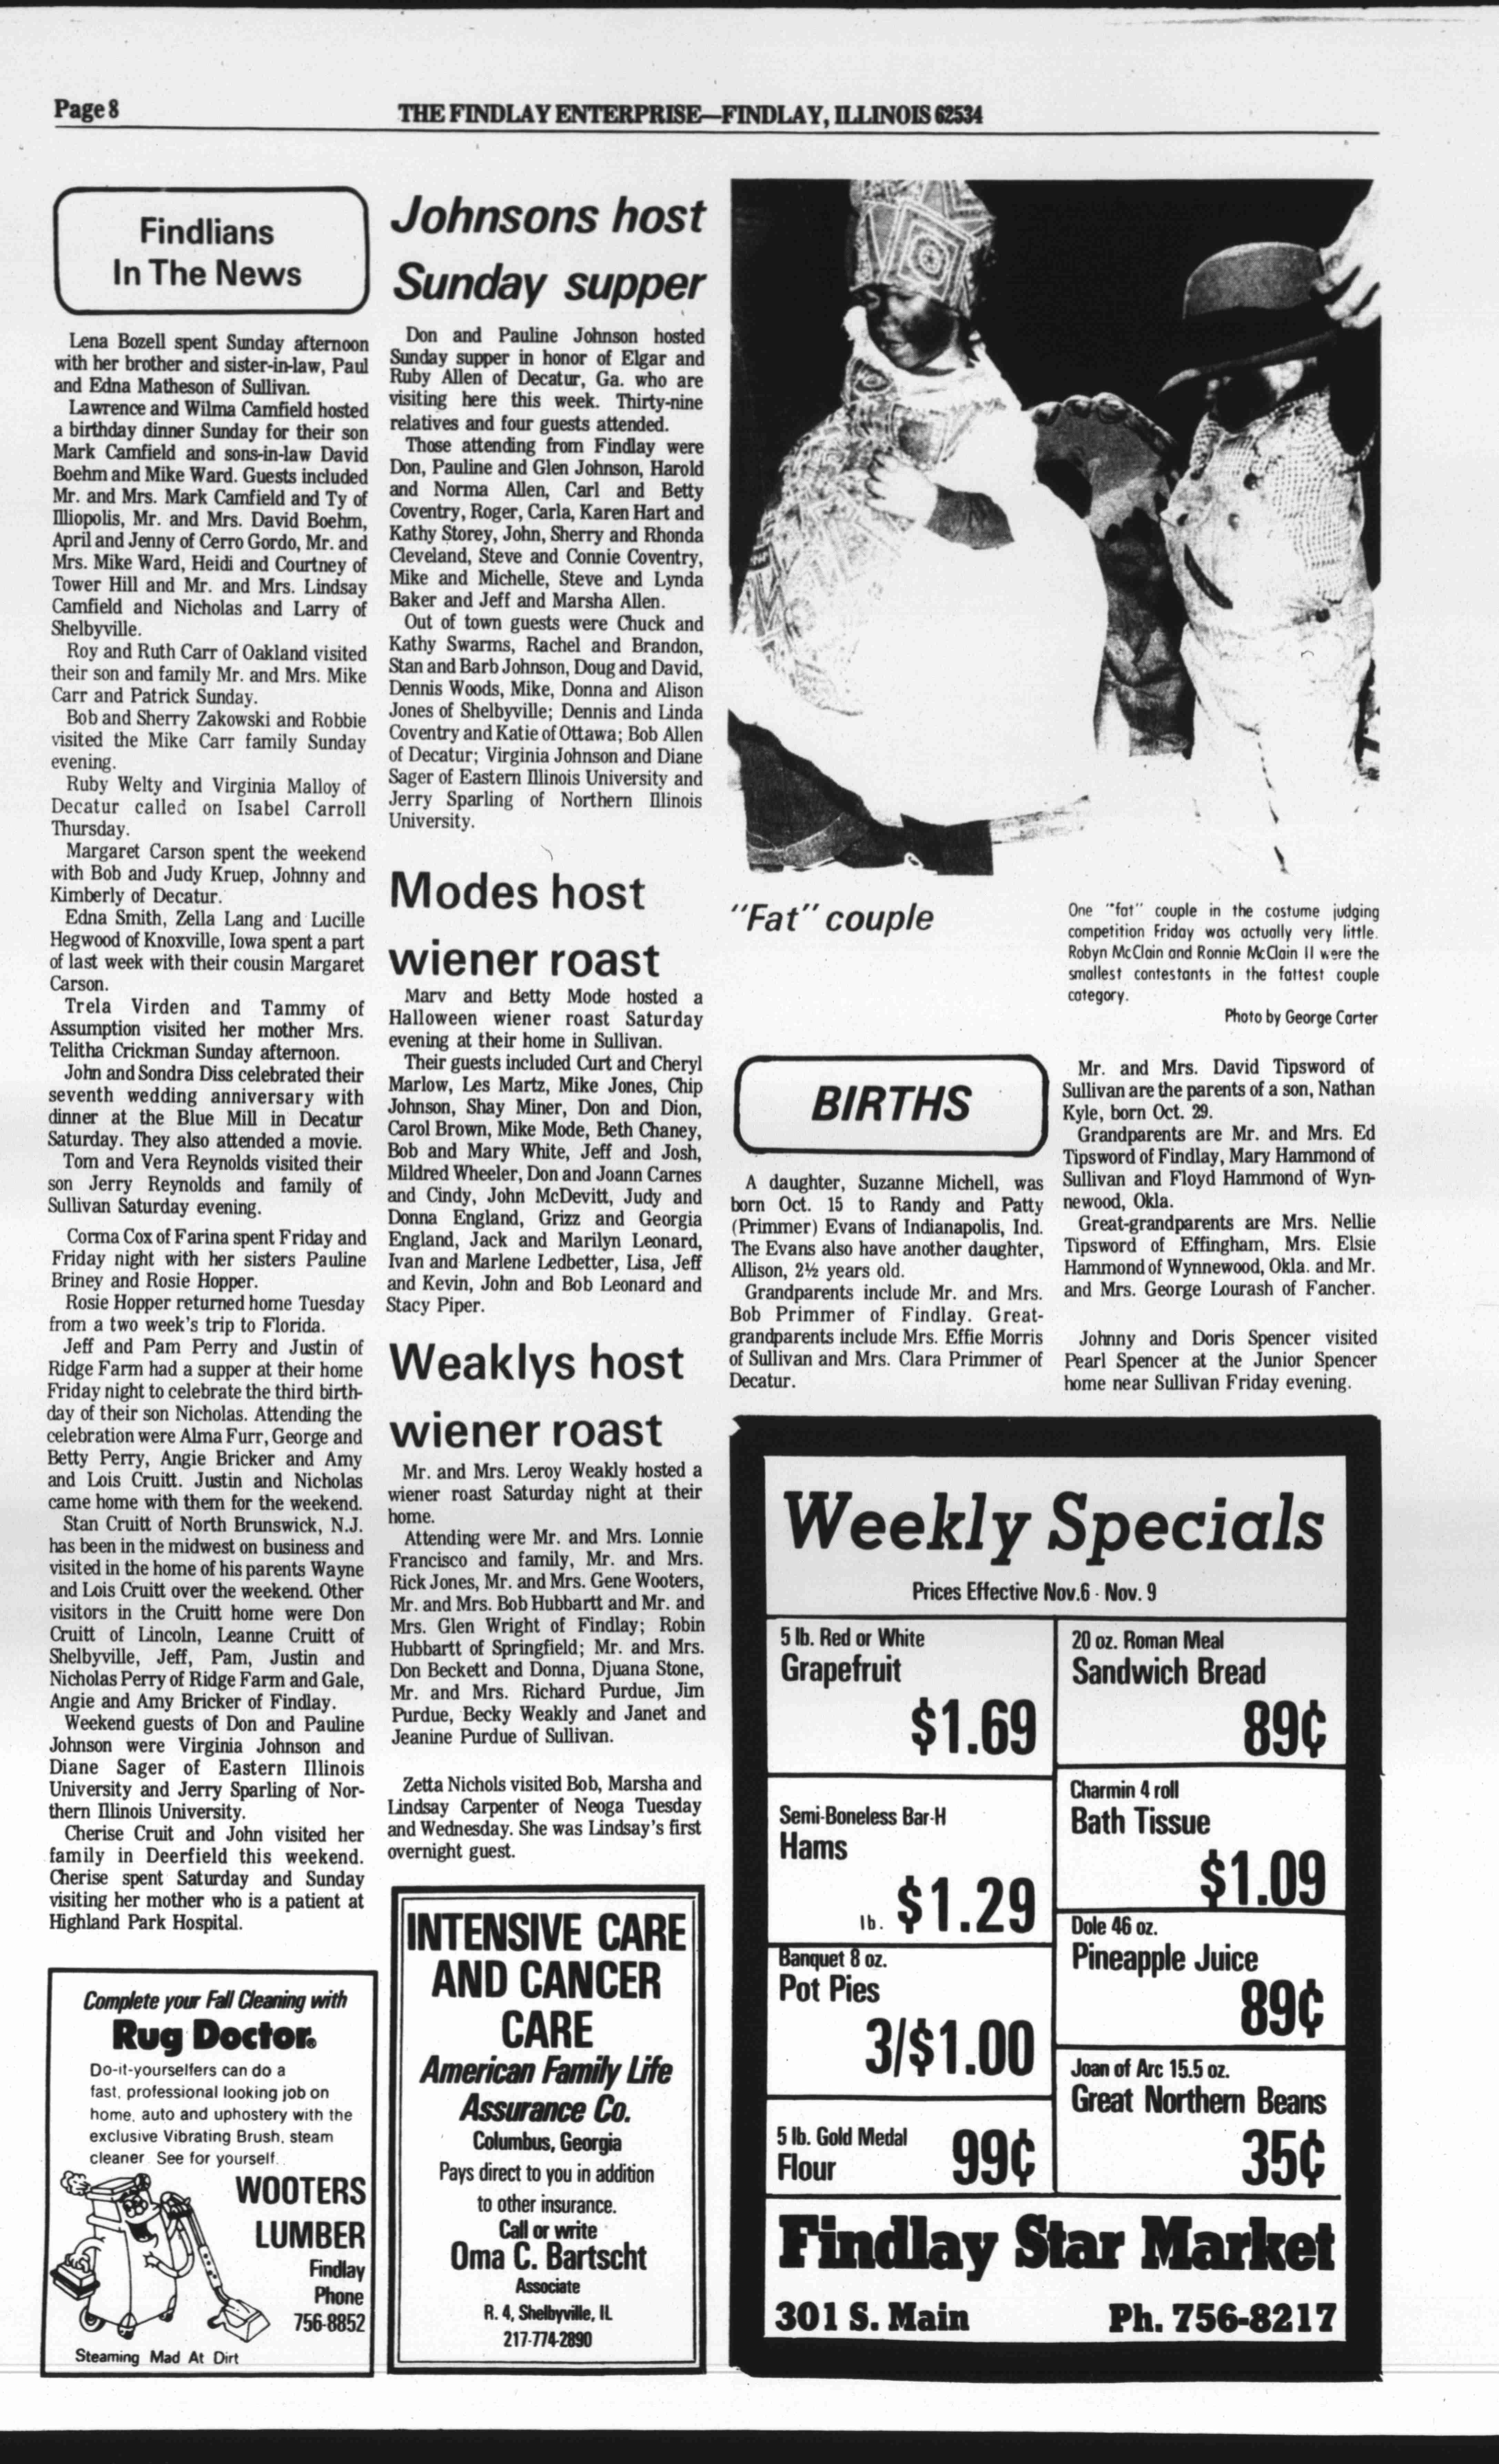 Page 8
THE FINDLAY ENTERPRISE—FINDLAY, ILLINOIS 62534
Findlians
In The News
Lena Bozell spent Sunday afternoon
with her brother and sister-in-law, Paul
and Edna Matheson of Sullivan.
Lawrence and Wilma Camfield hosted
a birthday dinner Sunday for their son
Mark Camfield and sons-in-law David
Boehm and Mike Ward. Guests included
Mr. and Mrs. Mark Camfield and Ty of
Illiopolis, Mr. and Mrs. David Boehm,
April and Jenny of Cerro Gordo, Mr. and
Mrs. Mike Ward, Heidi and Courtney of
Tower Hill and Mr. and Mrs. Lindsay
Camfield and Nicholas and Larry of
Shelbyville.
Roy and Ruth Carr of Oakland visited
their son and family Mr. and Mrs. Mike
Carr and Patrick Sunday.
Bob and Sherry Zakowski and Robbie
visited the Mike Carr family Sunday
evening.
Ruby Welty and Virginia Malloy of
Decatur called on Isabel Carroll
Thursday.
Margaret Carson spent the weekend
with Bob and Judy Kruep, Johnny and
Kimberly of Decatur.
Edna Smith, Zella Lang and Lucille
Hegwood of Knoxville, Iowa spent a part
of last week with their cousin Margaret
Carson.
Trela Virden and Tammy of
Assumption visited her mother Mrs.
Telitha Crickman Sunday afternoon.
John and Sondra Diss celebrated their
seventh wedding anniversary with
dinner at the Blue Mill in Decatur
Saturday. They also attended a movie.
Tom and Vera Reynolds visited their
son Jerry Reynolds and family of
Sullivan Saturday evening.
Corma Cox of Farina spent Friday and
Friday night with her sisters Pauline
Briney and Rosie Hopper.
Rosie Hopper returned home Tuesday
from a two week's trip to Florida.
Jeff and Pam Perry and Justin of
Ridge Farm had a supper at their home
Friday night to celebrate the third birth-
day of their son Nicholas. Attending the
celebration were Alma Furr, George and
Betty Perry, Angie Bricker and Amy
and Lois Cruitt. Justin and Nicholas
came home with them for the weekend.
Stan Cruitt of North Brunswick, N.J.
has been in the midwest on business and
visited in the home of his parents Wayne
and Lois Cruitt over the weekend. Other
visitors in the Cruitt home were Don
Cruitt of Lincoln, Leanne Cruitt of
Shelbyville, Jeff, Pam, Justin and
Nicholas Perry of Ridge Farm and Gale,
Angie and Amy Bricker of Findlay.
Weekend guests of Don and Pauline
Johnson were Virginia Johnson and
Diane Sager of Eastern Illinois
University and Jerry Sparling of Nor-
thern Illinois University.
Cherise Cruit and John visited her
family in Deerfield this weekend.
Cherise spent Saturday and Sunday
visiting her mother who is a patient at
Highland Park Hospital.
Complete your Fall Cleaning with
Rug Doctor®
Do-it-yourselfers can do a
fast, professional looking job on
home, auto and uphostery with the
exclusive Vibrating Brush, steam
cleaner. See for yourself.
WOOTERS
LUMBER
Findlay
Phone
756-8852
Steaming Mad At Dirt
Johnsons host
Sunday supper
Don and Pauline Johnson hosted
Sunday supper in honor of Elgar and
Ruby Allen of Decatur, Ga. who are
visiting here this week. Thirty-nine
relatives and four guests attended.
Those attending from Findlay were
Don, Pauline and Glen Johnson, Harold
and Norma Allen, Carl and Betty
Coventry, Roger, Carla, Karen Hart and
Kathy Storey, John, Sherry and Rhonda
Cleveland, Steve and Connie Coventry,
Mike and Michelle, Steve and Lynda
Baker and Jeff and Marsha Allen.
Out of town guests were Chuck and
Kathy Swarms, Rachel and Brandon,
Stan and Barb Johnson, Doug and David,
Dennis Woods, Mike, Donna and Alison
Jones of Shelbyville; Dennis and Linda
Coventry and Katie of Ottawa; Bob Allen
of Decatur; Virginia Johnson and Diane
Sager of Eastern Illinois University and
Jerry Sparling of Northern Illinois
University.
Modes host
wiener roast
Marv and Betty Mode hosted a
Halloween wiener roast Saturday
evening at their home in Sullivan.
Their guests included Curt and Cheryl
Marlow, Les Martz, Mike Jones, Chip
Johnson, Shay Miner, Don and Dion,
Carol Brown, Mike Mode, Beth Chaney,
Bob and Mary White, Jeff and Josh,
Mildred Wheeler, Don and Joann Carnes
and Cindy, John McDevitt, Judy and
Donna England, Grizz and Georgia
England, Jack and Marilyn Leonard,
Ivan and Marlene Ledbetter, Lisa, Jeff
and Kevin, John and Bob Leonard and
Stacy Piper.
Weaklys host
wiener roast
Mr. and Mrs. Leroy Weakly hosted a
wiener roast Saturday night at their
home.
Attending were Mr. and Mrs. Lonnie
Francisco and family, Mr. and Mrs.
Rick Jones, Mr. and Mrs. Gene Wooters,
Mr. and Mrs. Bob Hubbartt and Mr. and
Mrs. Glen Wright of Findlay; Robin
Hubbartt of Springfield; Mr. and Mrs.
Don Beckett and Donna, Djuana Stone,
Mr. and Mrs. Richard Purdue, Jim
Purdue, Becky Weakly and Janet and
Jeanine Purdue of Sullivan.
Zetta Nichols visited Bob, Marsha and
Lindsay Carpenter of Neoga Tuesday
and Wednesday. She was Lindsay's first
overnight guest.
INTENSIVE CARE
AND CANCER
CARE
American Family Life
Assurance Co.
Columbus, Georgia
Pays direct to you in addition
to other insurance.
Call or write
Oma C. Bartscht
Associate
R. 4, Shelbyville, IL
217-774-2890
"Fat" couple
One "fat" couple in the costume judging
competition Friday was actually very little.
Robyn McClain and Ronnie McClain II were the
smallest contestants in the fattest couple
category.
Photo by George Carter
BIRTHS
A daughter, Suzanne Michell, was
born Oct. 15 to Randy and Patty
(Primmer) Evans of Indianapolis, Ind.
The Evans also have another daughter,
Allison, 2½ years old.
Grandparents include Mr. and Mrs.
Bob Primmer of Findlay. Great-
grandparents include Mrs. Effie Morris
of Sullivan and Mrs. Clara Primmer of
Decatur.
Mr. and Mrs. David Tipsword of
Sullivan are the parents of a son, Nathan
Kyle, born Oct. 29.
Grandparents are Mr. and Mrs. Ed
Tipsword of Findlay, Mary Hammond of
Sullivan and Floyd Hammond of Wyn-
newood, Okla.
Great-grandparents are Mrs. Nellie
Tipsword of Effingham, Mrs. Elsie
Hammond of Wynnewood, Okla. and Mr.
and Mrs. George Lourash of Fancher.
Johnny and Doris Spencer visited
Pearl Spencer at the Junior Spencer
home near Sullivan Friday evening.
Weekly Specials
Prices Effective Nov.6 - Nov. 9
5 lb. Red or White
Grapefruit
$1.69
Semi-Boneless Bar-H
Hams
lb. $1.29
Banquet 8 oz.
Pot Pies
3/$1.00
5 lb. Gold Medal
Flour 99¢
20 oz. Roman Meal
Sandwich Bread
89¢
Charmin 4 roll
Bath Tissue
$1.09
Dole 46 oz.
Pineapple Juice
89¢
Joan of Arc 15.5 oz.
Great Northern Beans
35¢
Findlay Star Market
301 S. Main Ph. 756-8217